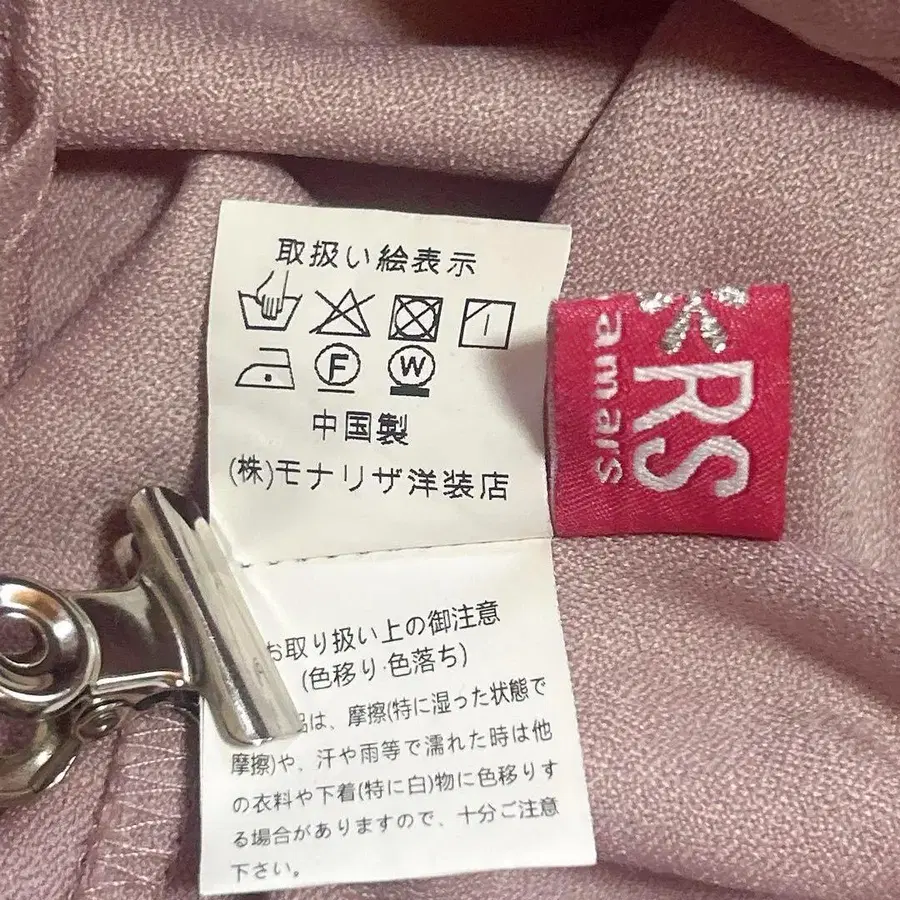 取扱い絵表示
F W
中国製
(株)モナリザ洋装店
お取り扱い上の御注意
(色移り・色落ち)
品は、摩擦(特に湿った状態で
摩擦)や、汗や雨等で濡れた時は他
の衣料や下着(特に白)物に色移りす
る場合がありますので、十分ご注意
下さい。
RS
amars